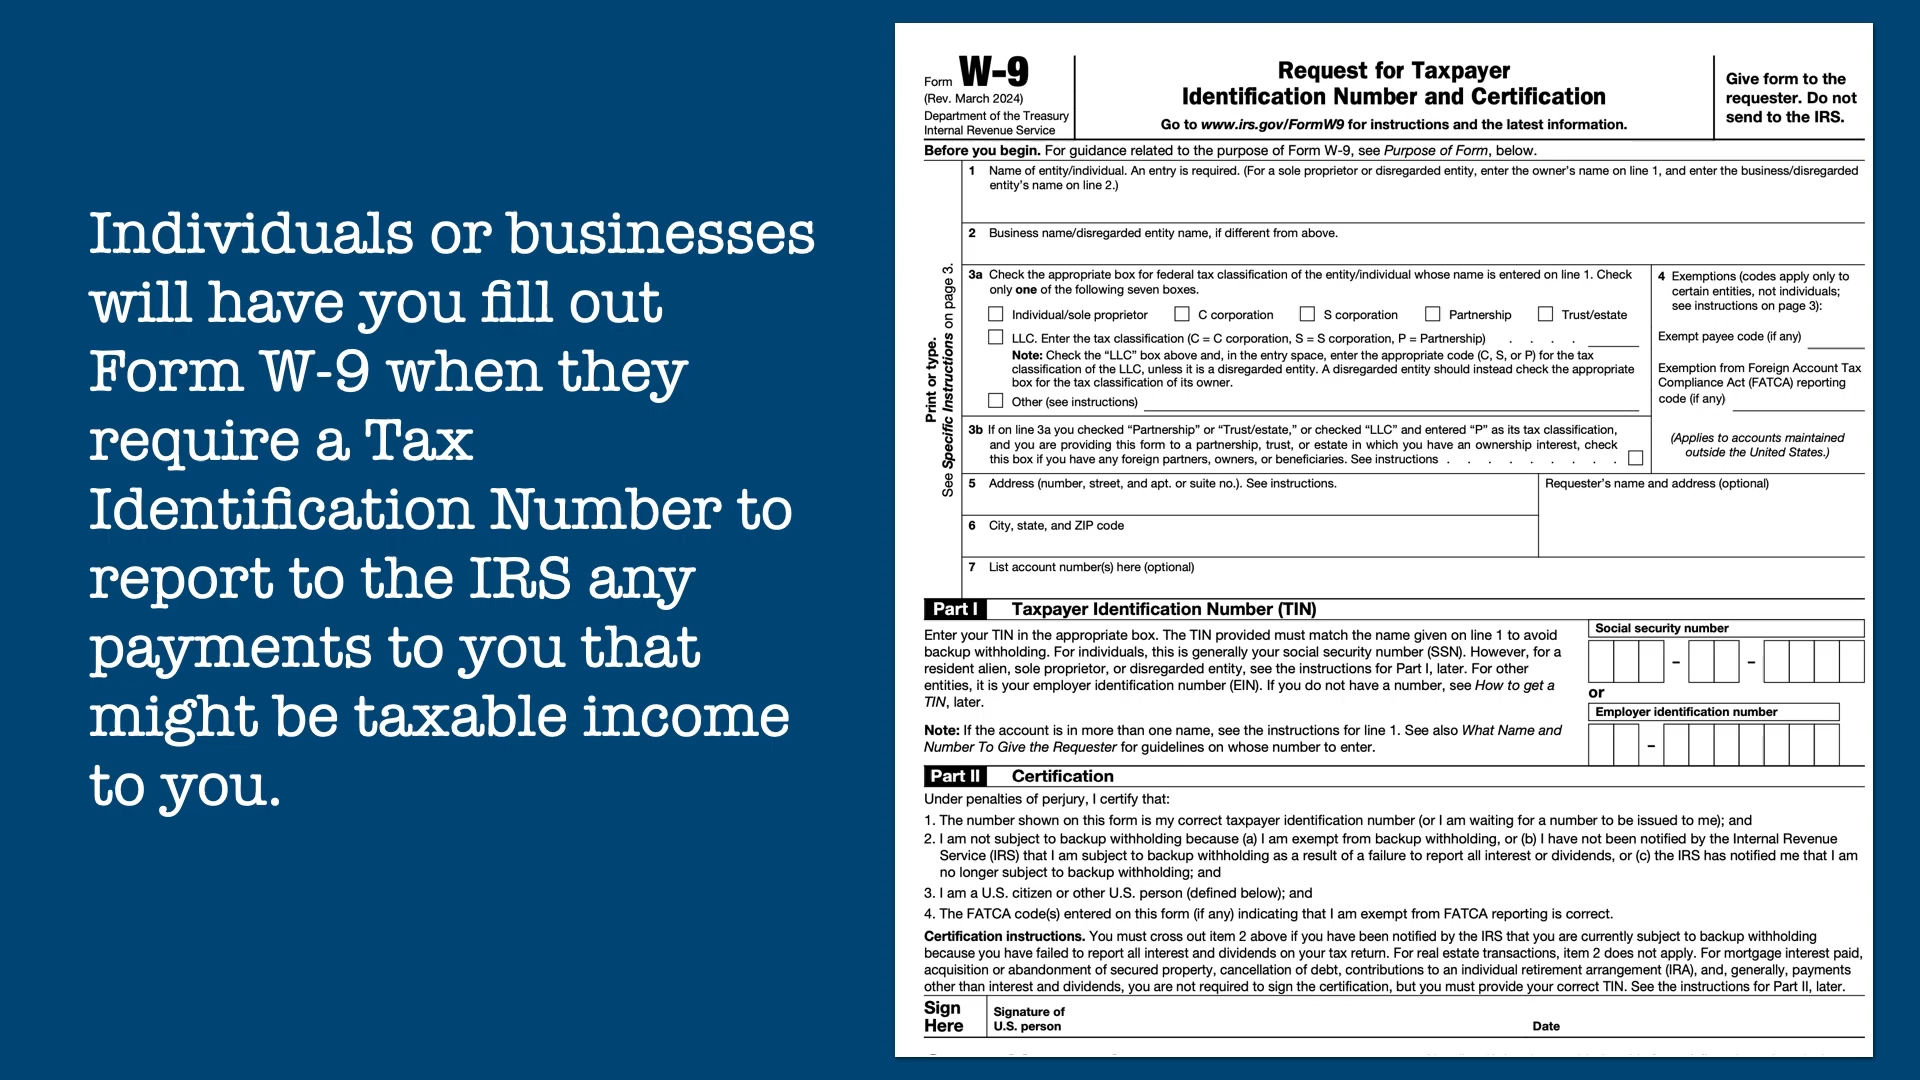 Individuals or businesses
will have you fill out
Form W-9 when they
require a Tax
Identification Number to
report to the IRS any
payments to you that
might be taxable income
to you.
Form W-9
(Rev. March 2024)
Department of the Treasury
Internal Revenue Service
Request for Taxpayer
Identification Number and Certification
Go to www.irs.gov/FormW9 for instructions and the latest information.
Give form to the
requester. Do not
send to the IRS.
Before you begin. For guidance related to the purpose of Form W-9, see Purpose of Form, below.
Print or type.
See Specific Instructions on page 3.
1 Name of entity/individual. An entry is required. (For a sole proprietor or disregarded entity, enter the owner's name on line 1, and enter the business/disregarded
entity's name on line 2.)
2 Business name/disregarded entity name, if different from above.
3a Check the appropriate box for federal tax classification of the entity/individual whose name is entered on line 1. Check
only one of the following seven boxes.
Individual/sole proprietor C corporation S corporation Partnership Trust/estate
LLC. Enter the tax classification (C = C corporation, S = S corporation, P = Partnership) . . . .
Note: Check the “LLC” box above and, in the entry space, enter the appropriate code (C, S, or P) for the tax
classification of the LLC, unless it is a disregarded entity. A disregarded entity should instead check the appropriate
box for the tax classification of its owner.
Other (see instructions)
3b If on line 3a you checked “Partnership” or “Trust/estate,” or checked “LLC” and entered “P” as its tax classification,
and you are providing this form to a partnership, trust, or estate in which you have an ownership interest, check
this box if you have any foreign partners, owners, or beneficiaries. See instructions . . . . . . . . .
4 Exemptions (codes apply only to
certain entities, not individuals;
see instructions on page 3):
Exempt payee code (if any)
Exemption from Foreign Account Tax
Compliance Act (FATCA) reporting
code (if any)
(Applies to accounts maintained
outside the United States.)
5 Address (number, street, and apt. or suite no.). See instructions.
6 City, state, and ZIP code
Requester's name and address (optional)
7 List account number(s) here (optional)
Part I Taxpayer Identification Number (TIN)
Enter your TIN in the appropriate box. The TIN provided must match the name given on line 1 to avoid
backup withholding. For individuals, this is generally your social security number (SSN). However, for a
resident alien, sole proprietor, or disregarded entity, see the instructions for Part I, later. For other
entities, it is your employer identification number (EIN). If you do not have a number, see How to get a
TIN, later.
Note: If the account is in more than one name, see the instructions for line 1. See also What Name and
Number To Give the Requester for guidelines on whose number to enter.
Social security number
– –
or
Employer identification number
–
Part II Certification
Under penalties of perjury, I certify that:
1. The number shown on this form is my correct taxpayer identification number (or I am waiting for a number to be issued to me); and
2. I am not subject to backup withholding because (a) I am exempt from backup withholding, or (b) I have not been notified by the Internal Revenue
Service (IRS) that I am subject to backup withholding as a result of a failure to report all interest or dividends, or (c) the IRS has notified me that I am
no longer subject to backup withholding; and
3. I am a U.S. citizen or other U.S. person (defined below); and
4. The FATCA code(s) entered on this form (if any) indicating that I am exempt from FATCA reporting is correct.
Certification instructions. You must cross out item 2 above if you have been notified by the IRS that you are currently subject to backup withholding
because you have failed to report all interest and dividends on your tax return. For real estate transactions, item 2 does not apply. For mortgage interest paid,
acquisition or abandonment of secured property, cancellation of debt, contributions to an individual retirement arrangement (IRA), and, generally, payments
other than interest and dividends, you are not required to sign the certification, but you must provide your correct TIN. See the instructions for Part II, later.
Sign
Here
Signature of
U.S. person
Date